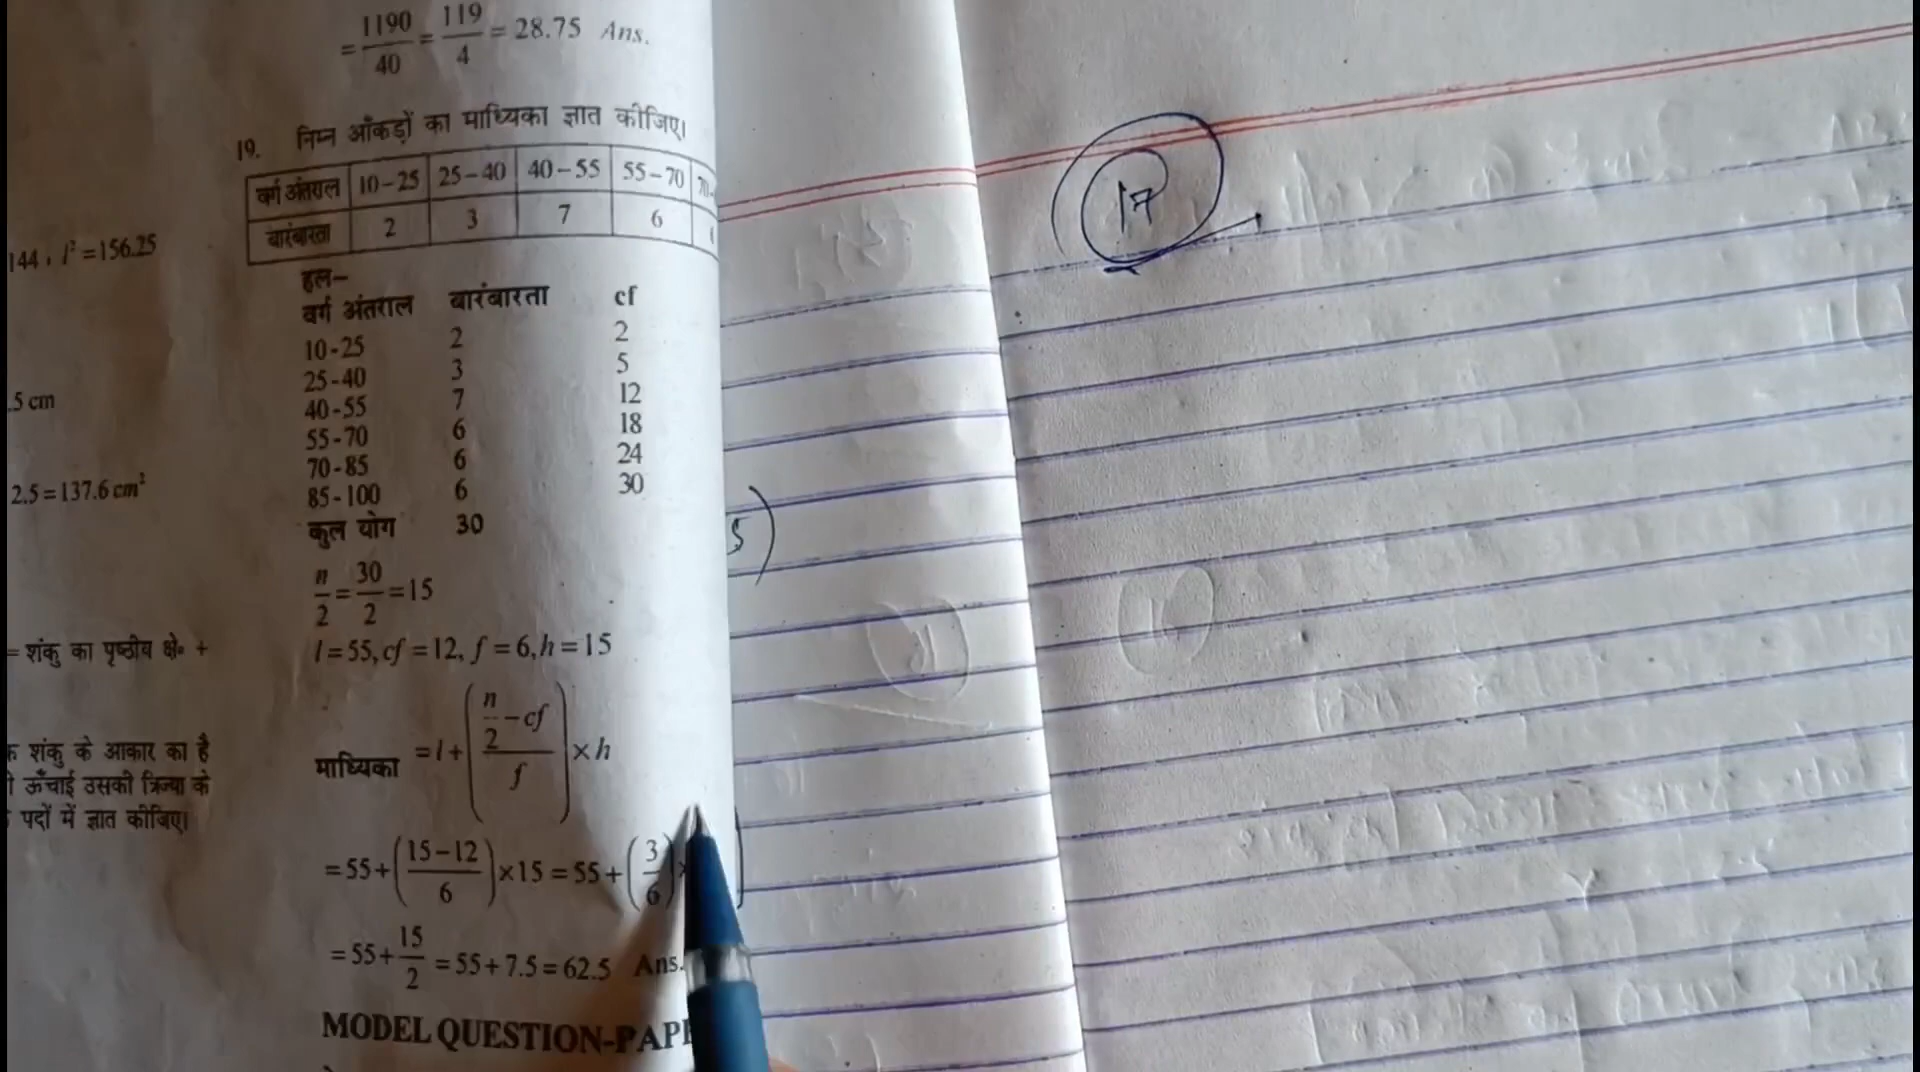 144, l² = 156.25
.5 cm
2.5 = 137.6 cm²
= शंकु का पृष्ठीय क्षे० +
शंकु के आकार का है
ऊँचाई उसकी त्रिज्या के
पदों में ज्ञात कीजिए।
= 1190/40 = 119/4 = 28.75 Ans.
19. निम्न आँकड़ों का माध्यिका ज्ञात कीजिए।
वर्ग अंतराल 10-25 25-40 40-55 55-70
बारंबारता 2 3 7 6
हल-
वर्ग अंतराल बारंबारता cf
10-25 2 2
25-40 3 5
40-55 7 12
55-70 6 18
70-85 6 24
85-100 6 30
कुल योग 30
n/2 = 30/2 = 15
l = 55, cf = 12, f = 6, h = 15
माध्यिका = l + ((n/2 - cf)/f) × h
= 55 + ((15-12)/6) × 15 = 55 + (3/6)
= 55 + 15/2 = 55 + 7.5 = 62.5 Ans.
MODEL QUESTION-PAP
5)
17